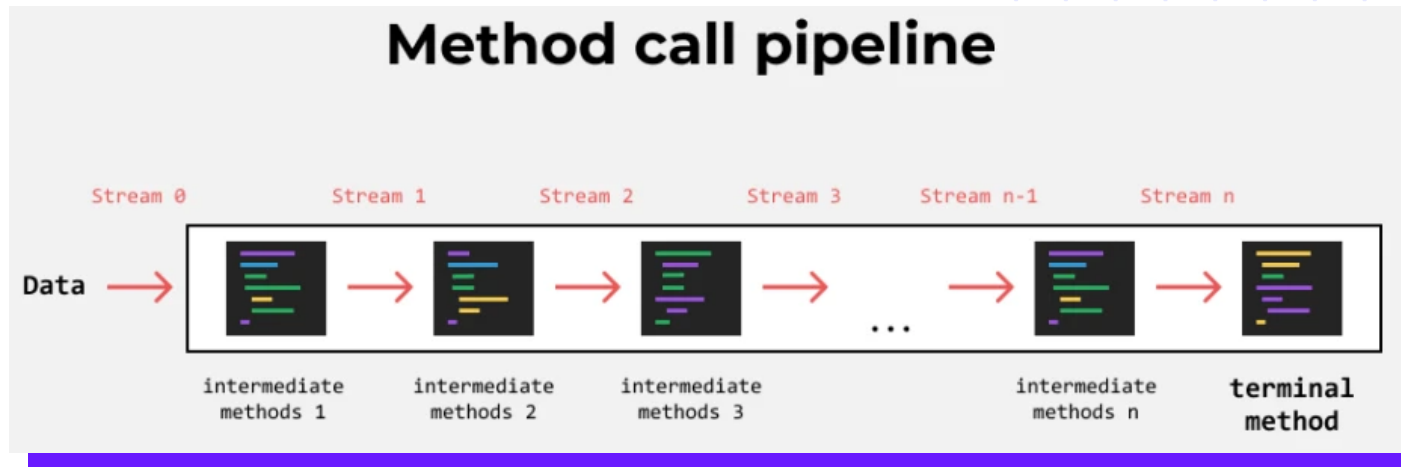 Method call pipeline
Stream 0 Stream 1 Stream 2 Stream 3 Stream n-1 Stream n
Data
...
intermediate intermediate intermediate intermediate terminal
methods 1 methods 2 methods 3 methods n method